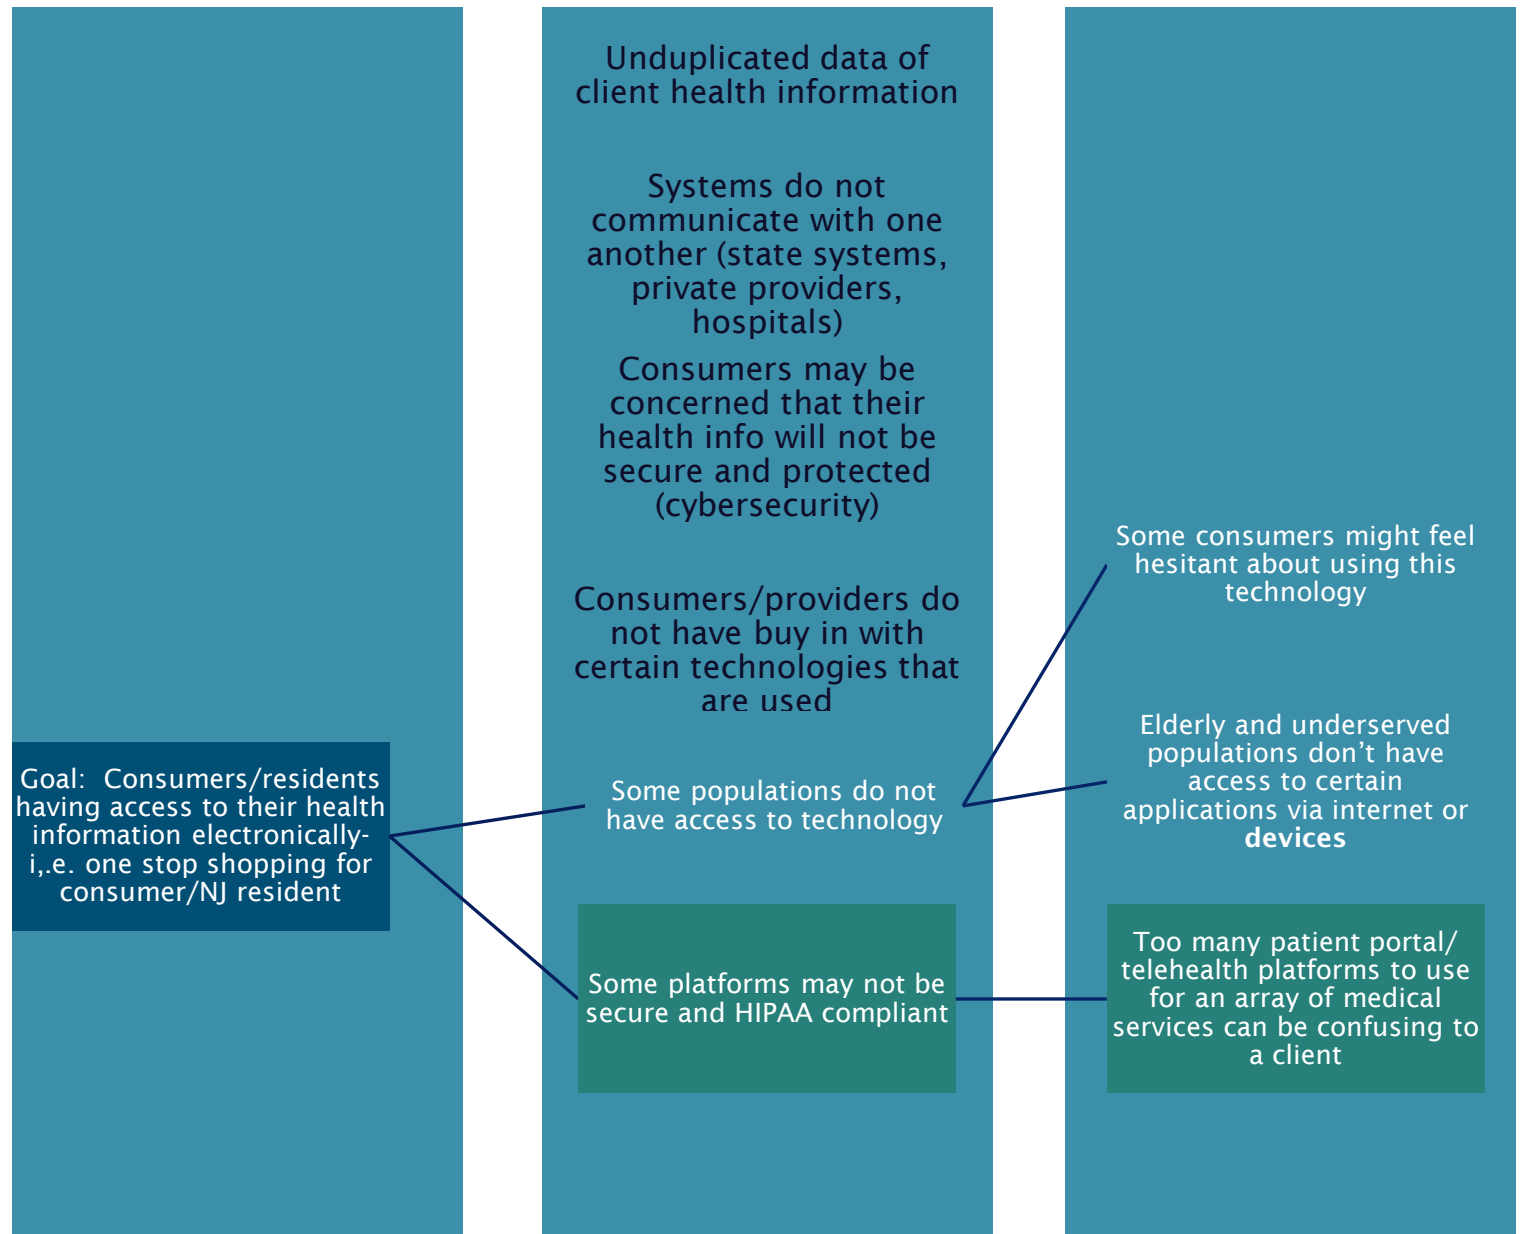 Unduplicated data of
client health information
Systems do not
communicate with one
another (state systems,
private providers,
hospitals)
Consumers may be
concerned that their
health info will not be
secure and protected
(cybersecurity)
Consumers/providers do
not have buy in with
certain technologies that
are used
Goal:  Consumers/residents
having access to their health
information electronically-
i,.e. one stop shopping for
consumer/NJ resident
Some populations do not
have access to technology
Some platforms may not be
secure and HIPAA compliant
Some consumers might feel
hesitant about using this
technology
Elderly and underserved
populations don’t have
access to certain
applications via internet or
devices
Too many patient portal/
telehealth platforms to use
for an array of medical
services can be confusing to
a client